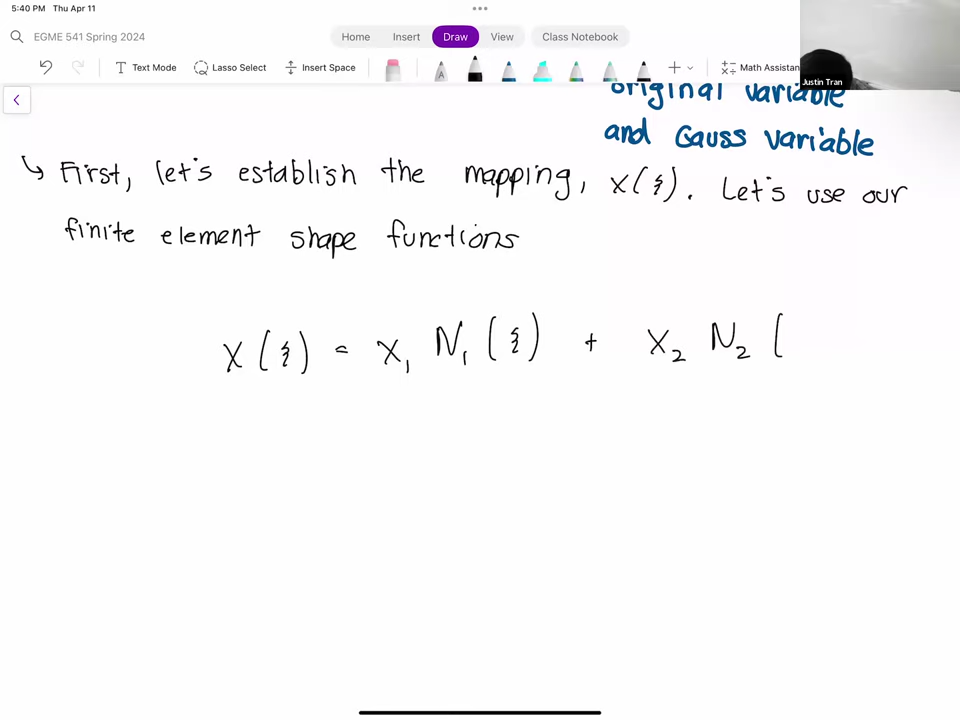 5:40 PM Thu Apr 11
EGME 541 Spring 2024
Home Insert Draw View Class Notebook
Text Mode Lasso Select Insert Space A Math Assistan
Justin Tran
original variable
and Gauss variable
↳ First, let's establish the mapping, x(ξ). Let's use our
finite element shape functions
x(ξ) = x₁ N₁(ξ) + x₂ N₂(